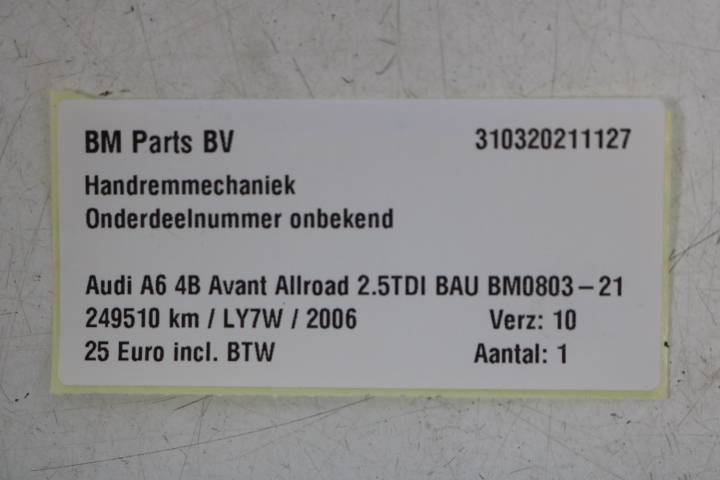 BM Parts BV 310320211127
Handremmechaniek
Onderdeelnummer onbekend
Audi A6 4B Avant Allroad 2.5TDI BAU BM0803-21
249510 km / LY7W / 2006 Verz: 10
25 Euro incl. BTW Aantal: 1